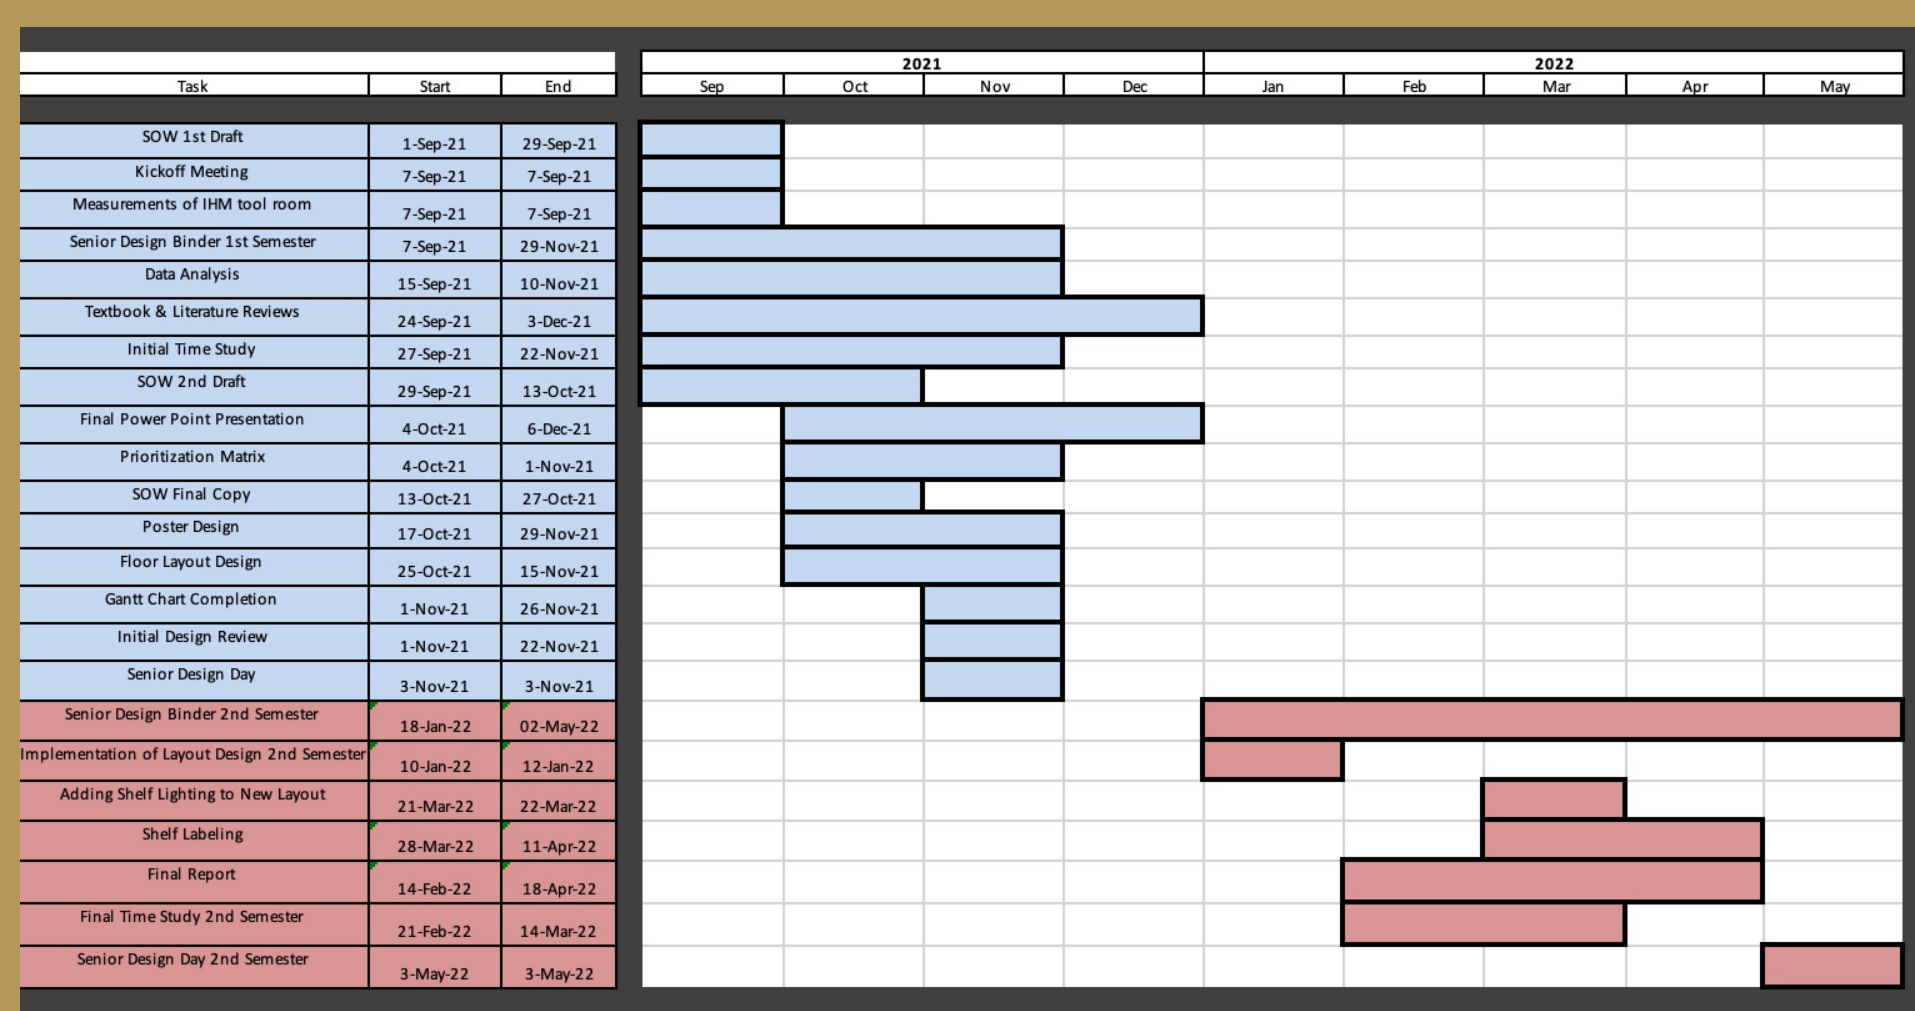 2021 2022
Task Start End Sep Oct Nov Dec Jan Feb Mar Apr May
SOW 1st Draft 1-Sep-21 29-Sep-21
Kickoff Meeting 7-Sep-21 7-Sep-21
Measurements of IHM tool room 7-Sep-21 7-Sep-21
Senior Design Binder 1st Semester 7-Sep-21 29-Nov-21
Data Analysis 15-Sep-21 10-Nov-21
Textbook & Literature Reviews 24-Sep-21 3-Dec-21
Initial Time Study 27-Sep-21 22-Nov-21
SOW 2nd Draft 29-Sep-21 13-Oct-21
Final Power Point Presentation 4-Oct-21 6-Dec-21
Prioritization Matrix 4-Oct-21 1-Nov-21
SOW Final Copy 13-Oct-21 27-Oct-21
Poster Design 17-Oct-21 29-Nov-21
Floor Layout Design 25-Oct-21 15-Nov-21
Gantt Chart Completion 1-Nov-21 26-Nov-21
Initial Design Review 1-Nov-21 22-Nov-21
Senior Design Day 3-Nov-21 3-Nov-21
Senior Design Binder 2nd Semester 18-Jan-22 02-May-22
Implementation of Layout Design 2nd Semester 10-Jan-22 12-Jan-22
Adding Shelf Lighting to New Layout 21-Mar-22 22-Mar-22
Shelf Labeling 28-Mar-22 11-Apr-22
Final Report 14-Feb-22 18-Apr-22
Final Time Study 2nd Semester 21-Feb-22 14-Mar-22
Senior Design Day 2nd Semester 3-May-22 3-May-22